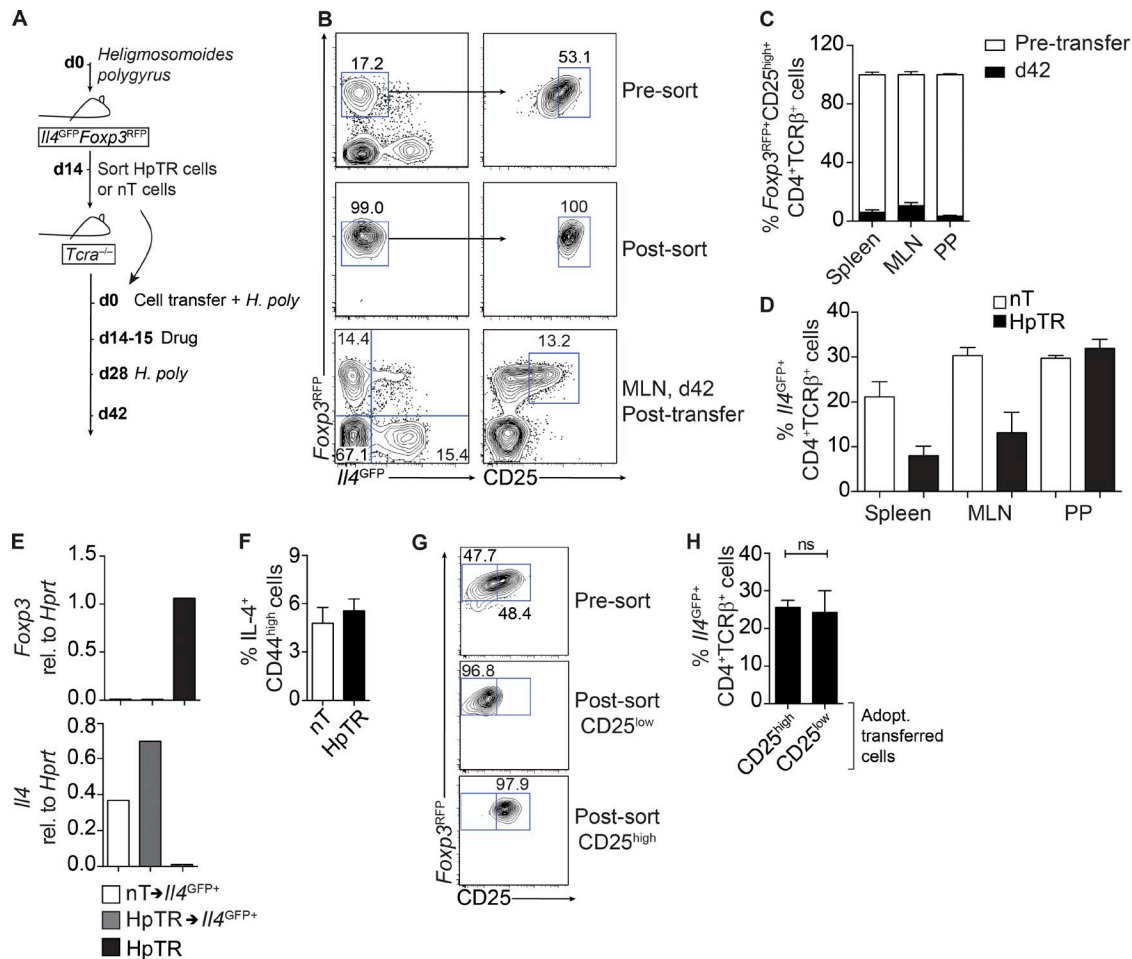 A
d0
Heligmosomoides
polygyrus
Il4GFPFoxp3RFP
d14
Sort HpTR cells
or nT cells
Tcra–/–
d0 Cell transfer + H. poly
d14-15 Drug
d28 H. poly
d42
B
17.2
53.1
Pre-sort
99.0
100
Post-sort
14.4
13.2
67.1
15.4
MLN, d42
Post-transfer
Foxp3RFP
Il4GFP
CD25
C
% Foxp3RFP+CD25high+
CD4+TCRβ+ cells
120
80
40
0
Spleen
MLN
PP
Pre-transfer
d42
D
% Il4GFP+
CD4+TCRβ+ cells
40
30
20
10
0
nT
HpTR
Spleen
MLN
PP
E
Foxp3
rel. to Hprt
1.5
1.0
0.5
0.0
Il4
rel. to Hprt
0.8
0.6
0.4
0.2
0.0
nT➔Il4GFP+
HpTR➔Il4GFP+
HpTR
F
% IL-4+
CD44high cells
9
6
3
0
nT
HpTR
G
47.7
48.4
Pre-sort
96.8
Post-sort
CD25low
97.9
Post-sort
CD25high
Foxp3RFP
CD25
H
% Il4GFP+
CD4+TCRβ+ cells
40
30
20
10
0
ns
CD25high
CD25low
Adopt.
transferred
cells